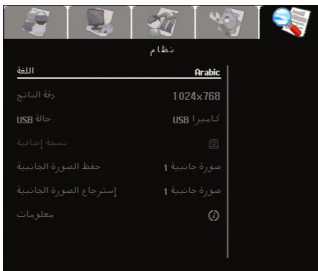 نظام
اللغة Arabic
رقة الناتج 1024x768
حالة USB كاميرا USB
نسخة إضافية
حفظ الصورة الجانبية صورة جانبية 1
إسترجاع الصورة الجانبية صورة جانبية 1
معلومات